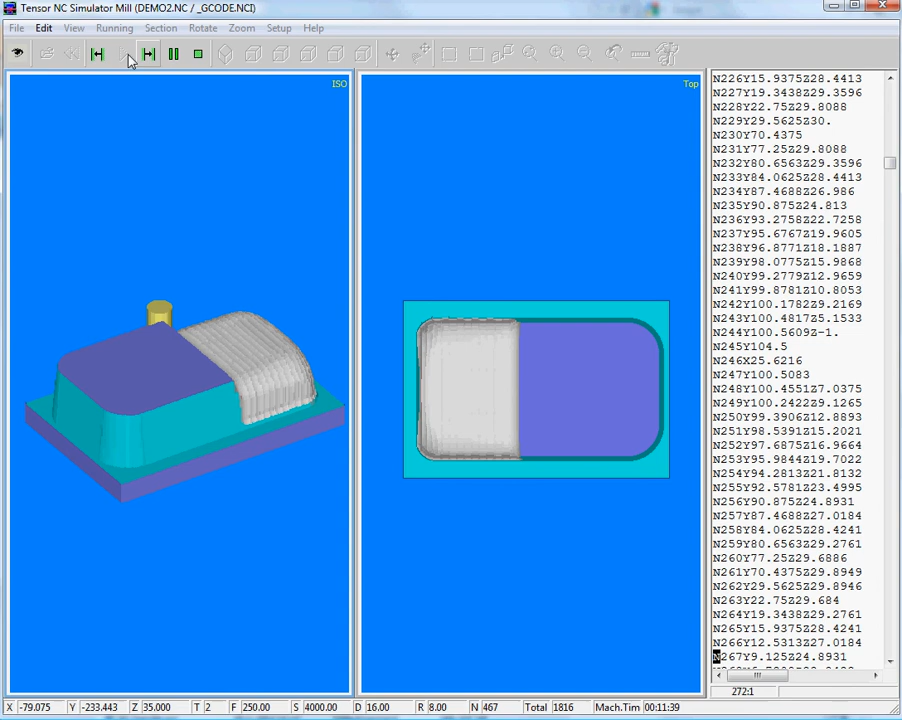 Tensor NC Simulator Mill (DEMO2.NC / _GCODE.NCI)
File Edit View Running Section Rotate Zoom Setup Help
ISO
Top
N226Y15.9375Z28.4413
N227Y19.3438Z29.3596
N228Y22.75Z29.8088
N229Y29.5625Z30.
N230Y70.4375
N231Y77.25Z29.8088
N232Y80.6563Z29.3596
N233Y84.0625Z28.4413
N234Y87.4688Z26.986
N235Y90.875Z24.813
N236Y93.2758Z22.7258
N237Y95.6767Z19.9605
N238Y96.8771Z18.1887
N239Y98.0775Z15.9868
N240Y99.2779Z12.9659
N241Y99.8781Z10.8053
N242Y100.1782Z9.2169
N243Y100.4817Z5.1533
N244Y100.5609Z-1.
N245Y104.5
N246X25.6216
N247Y100.5083
N248Y100.4551Z7.0375
N249Y100.242Z9.1265
N250Y99.3906Z12.8893
N251Y98.5391Z15.2021
N252Y97.6875Z16.9664
N253Y95.9844Z19.7022
N254Y94.2813Z21.8132
N255Y92.5781Z23.4995
N256Y90.875Z24.8931
N257Y87.4688Z27.0184
N258Y84.0625Z28.4241
N259Y80.6563Z29.2761
N260Y77.25Z29.6886
N261Y70.4375Z29.8949
N262Y29.5625Z29.8946
N263Y22.75Z29.684
N264Y19.3438Z29.2761
N265Y15.9375Z28.4241
N266Y12.5313Z27.0184
N267Y9.125Z24.8931
272:1
X -79.075 Y -233.443 Z 35.000 T 2 F 250.00 S 4000.00 D 16.00 R 8.00 N 467 Total 1816 Mach.Tim 00:11:39